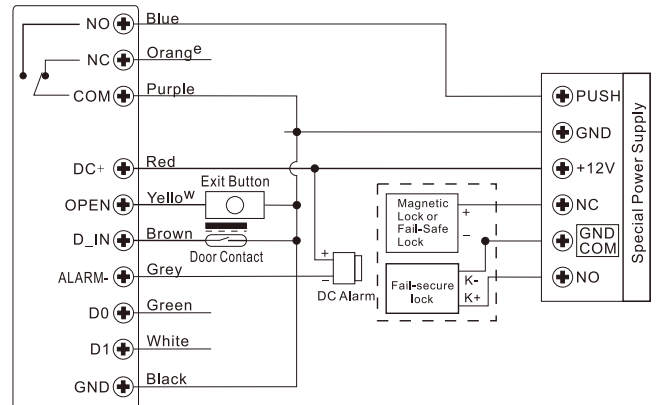 NO
Blue
NC
Orange
COM
Purple
DC+
Red
OPEN
Yellow
Exit Button
D_IN
Brown
Door Contact
ALARM-
Grey
+
−
DC Alarm
D0
Green
D1
White
GND
Black
Magnetic
Lock or
Fail-Safe
Lock
+
−
Fail-secure
lock
K-
K+
PUSH
GND
+12V
NC
GND
COM
NO
Special Power Supply